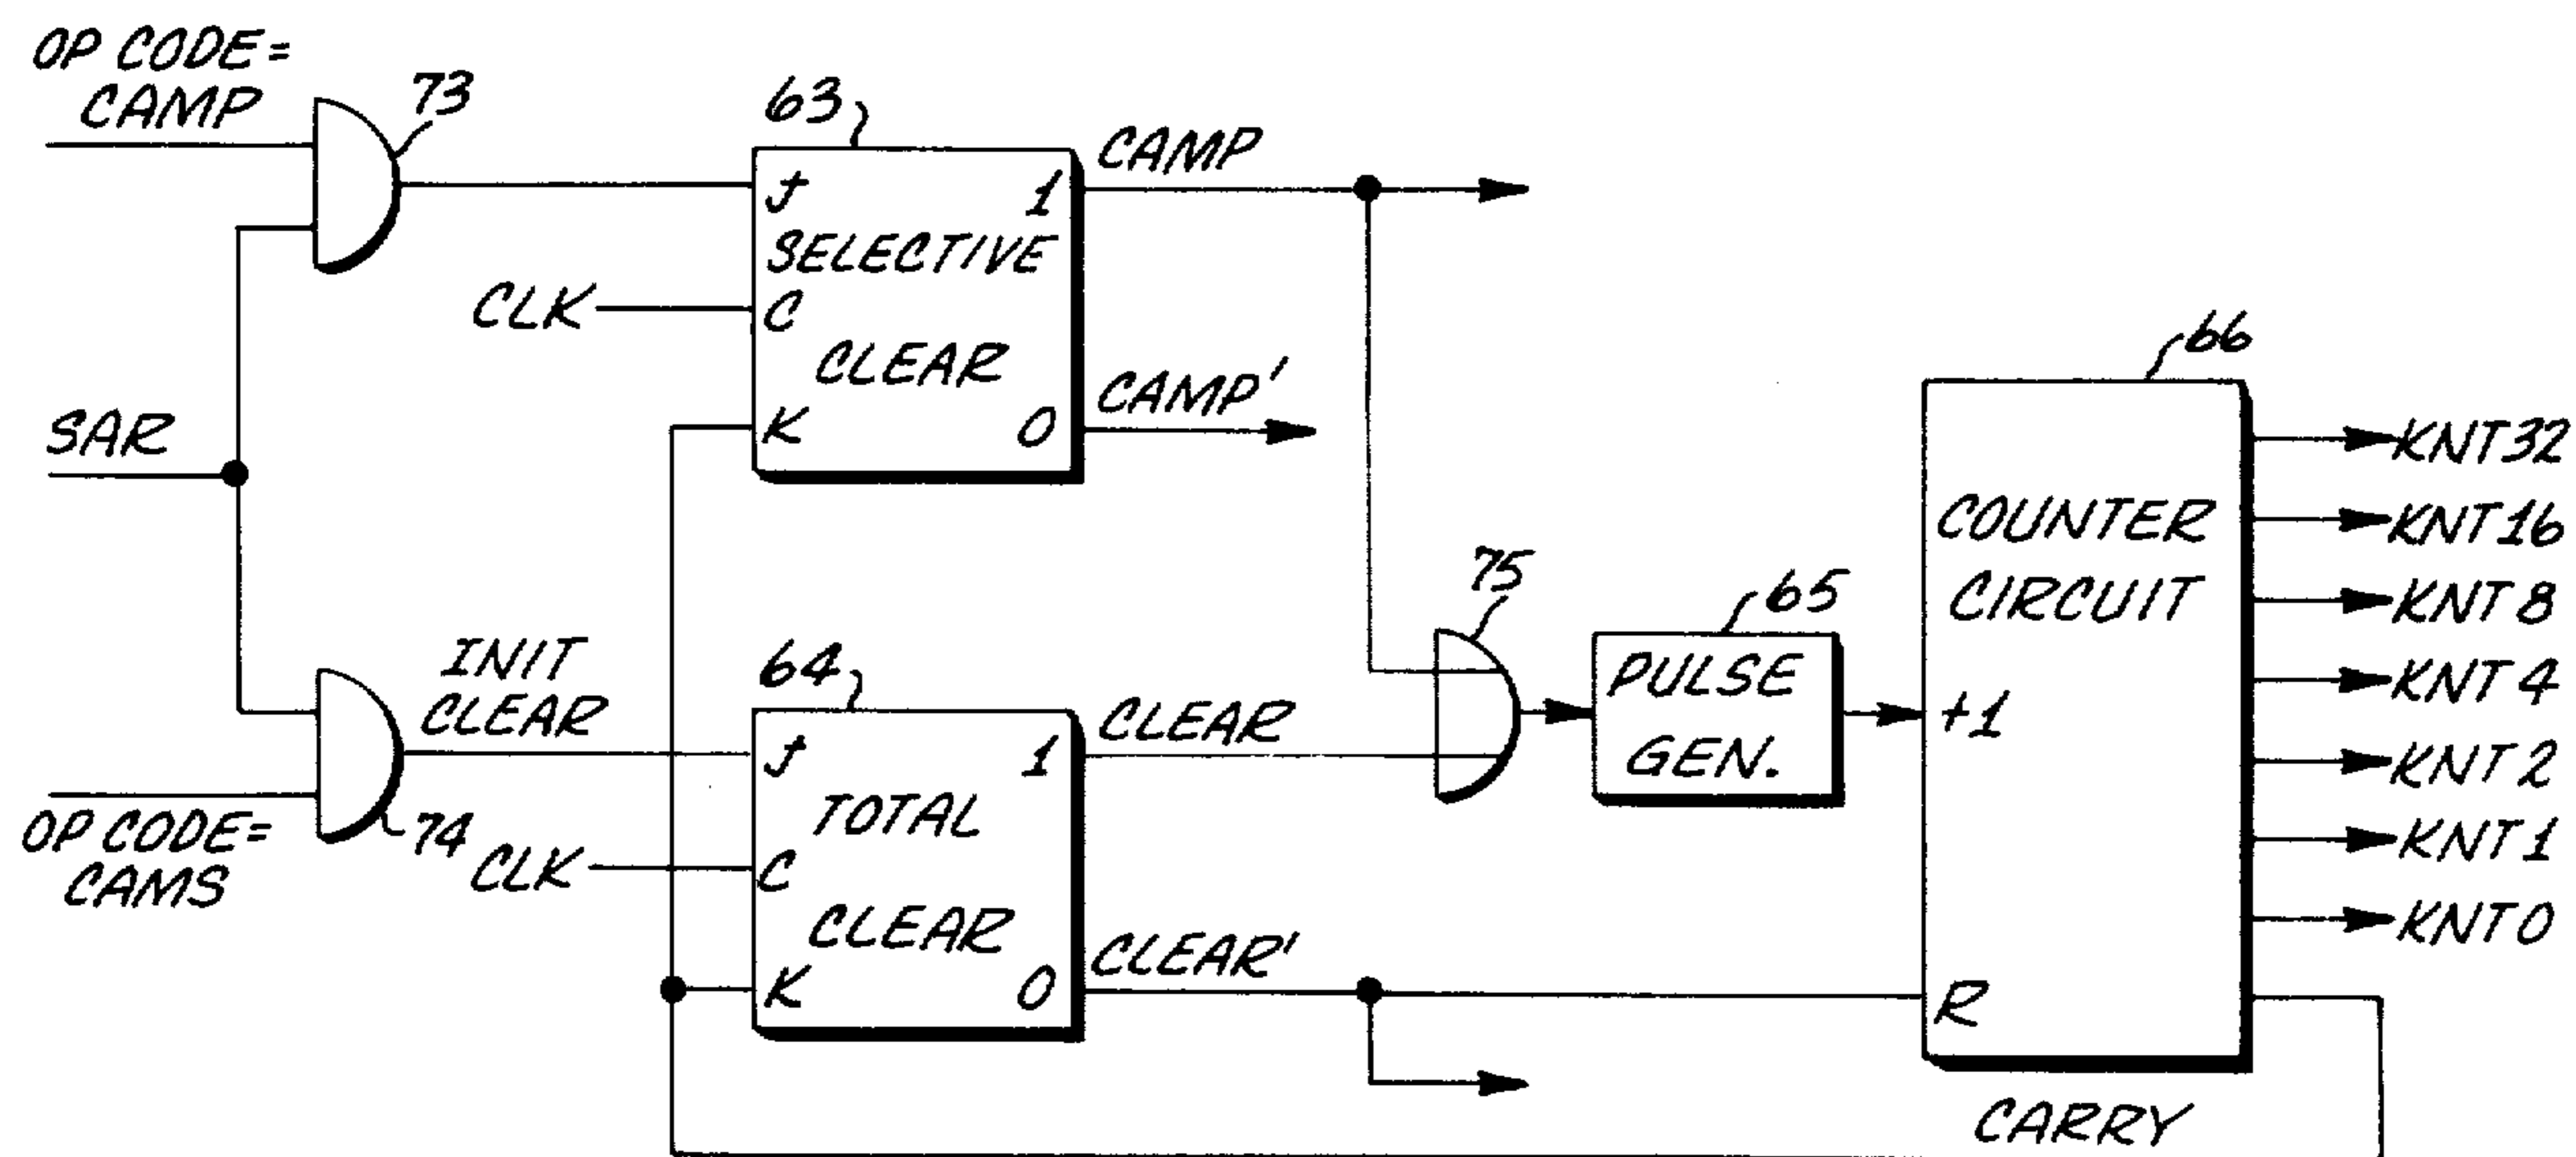 OP CODE=
CAMP
73
SAR
OP CODE=
CAMS
74
INIT
CLEAR
63
J
1
SELECTIVE
CLK
C
CLEAR
K
0
CAMP
CAMP'
64
J
1
TOTAL
CLK
C
CLEAR
K
0
CLEAR
CLEAR'
75
65
PULSE
GEN.
66
COUNTER
CIRCUIT
+1
R
KNT32
KNT16
KNT8
KNT4
KNT2
KNT1
KNT0
CARRY